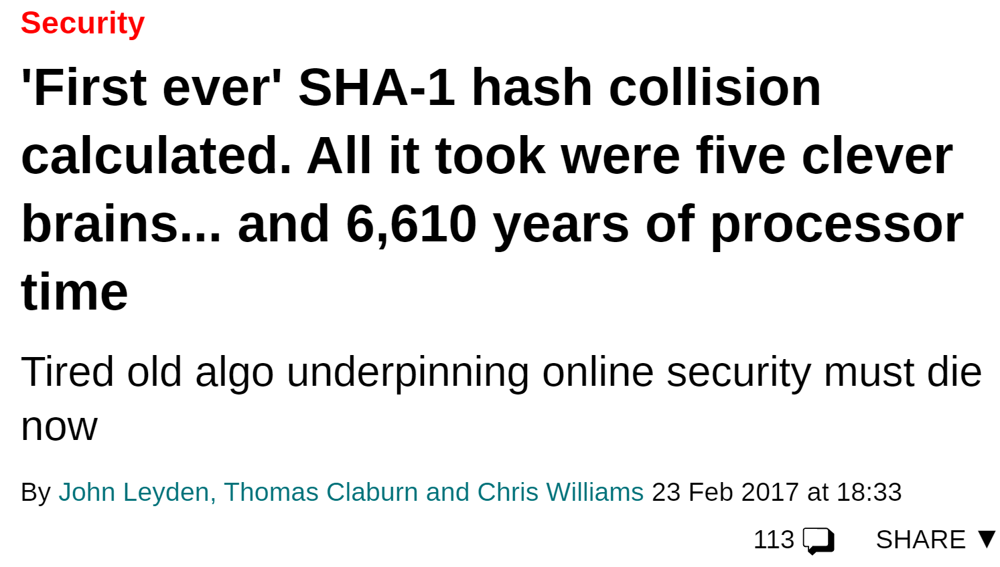 Security
'First ever' SHA-1 hash collision
calculated. All it took were five clever
brains... and 6,610 years of processor
time
Tired old algo underpinning online security must die
now
By John Leyden, Thomas Claburn and Chris Williams 23 Feb 2017 at 18:33
113 SHARE ▼